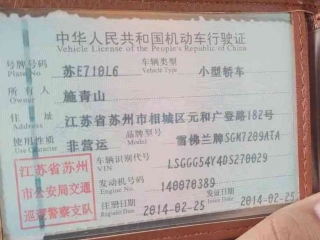 中华人民共和国机动车行驶证
Vehicle License of the People's Republic of China
号牌号码 苏E710L6 车辆类型 小型轿车
Plate No. Vehicle Type
所有人 施青山
Owner
住址 江苏省苏州市相城区元和广登路182号
Address
使用性质 非营运 品牌型号 雪佛兰牌SGM7209ATA
Use Character Model
车辆识别代号 LSGGG54Y4DS270029
VIN
江苏省苏州
市公安局交通
巡逻警察支队
发动机号码 140070389
Engine No.
注册日期 2014-02-25 发证日期 2014-02-25
Register Date Issue Date